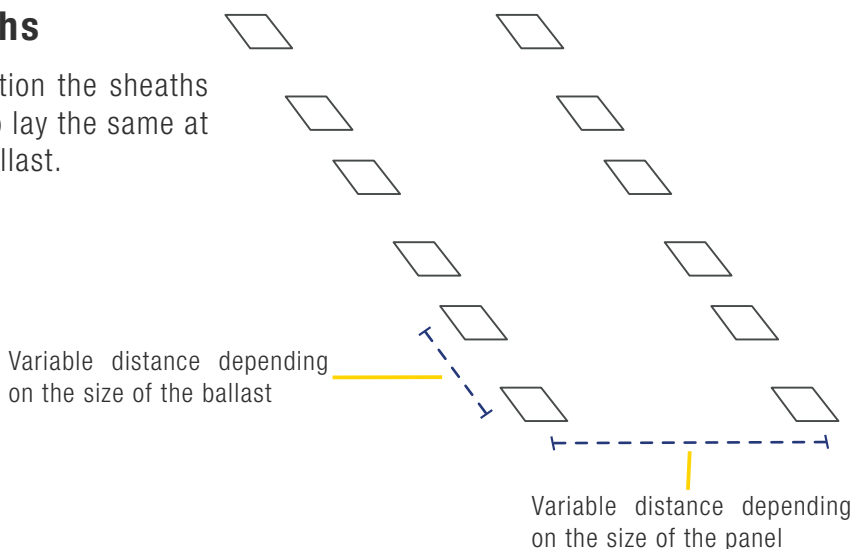 hs
tion the sheaths
lay the same at
llast.
Variable distance depending
on the size of the ballast
Variable distance depending
on the size of the panel